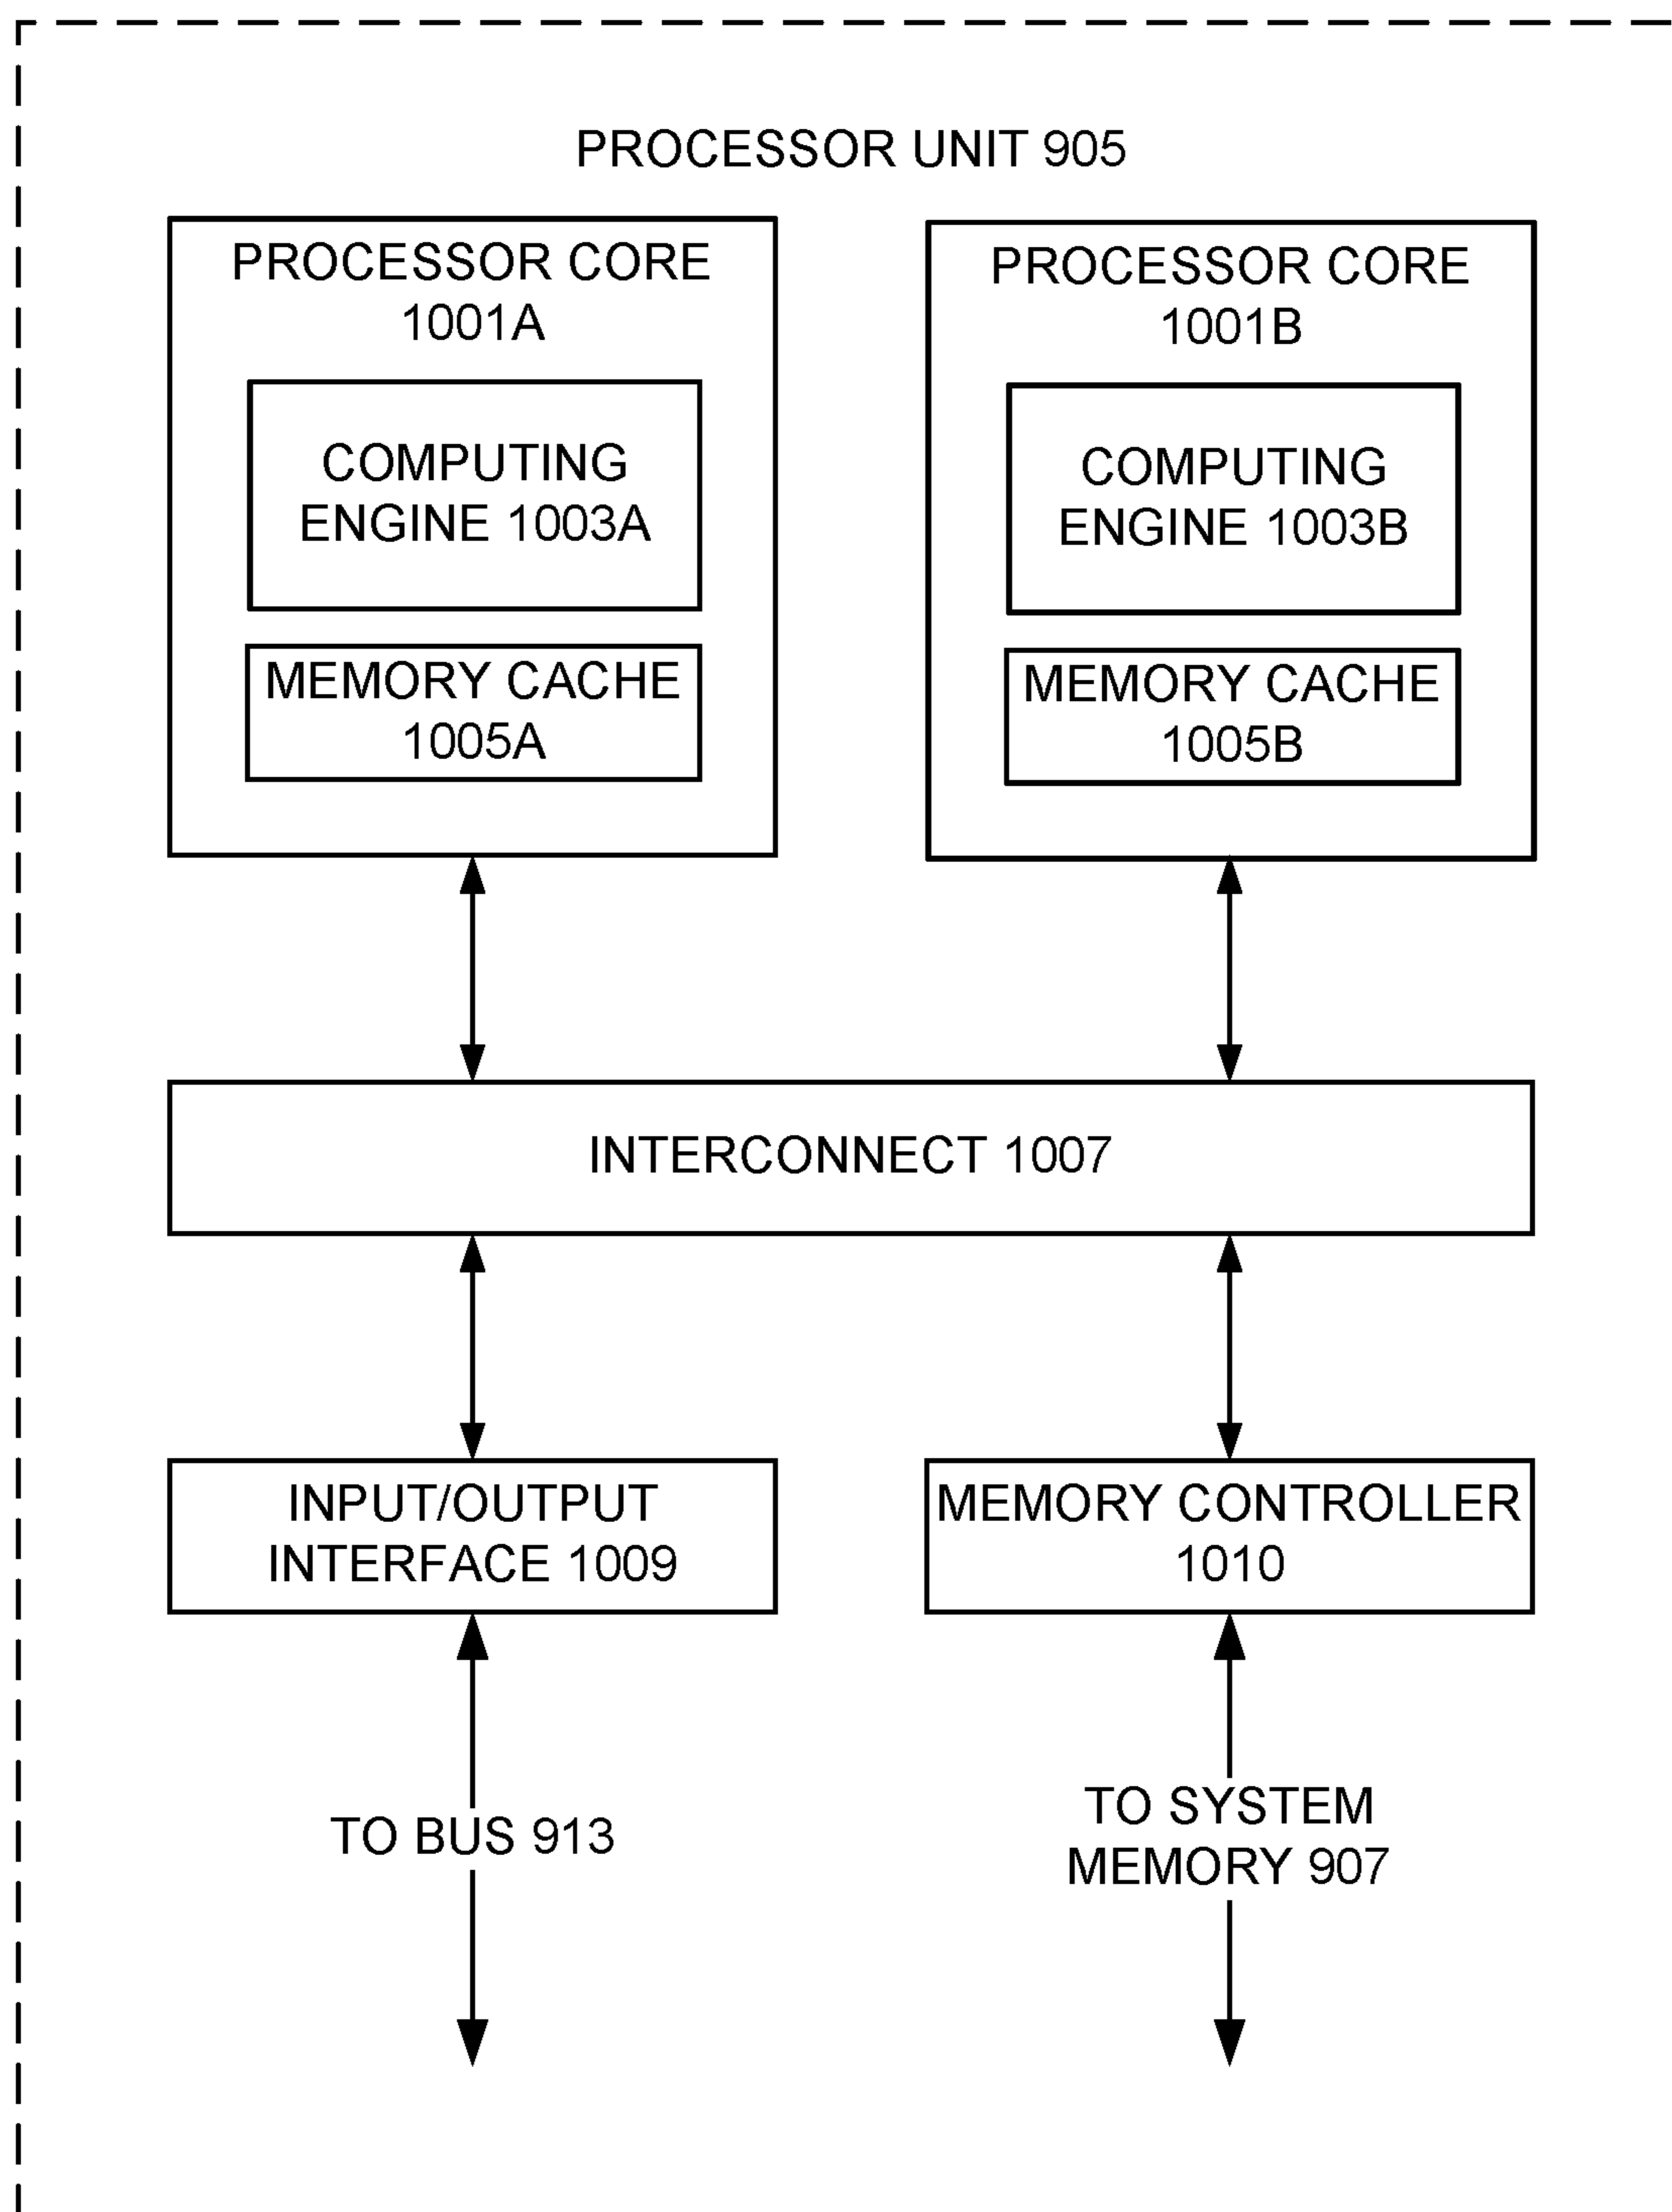 PROCESSOR UNIT 905
PROCESSOR CORE
1001A
COMPUTING
ENGINE 1003A
MEMORY CACHE
1005A
PROCESSOR CORE
1001B
COMPUTING
ENGINE 1003B
MEMORY CACHE
1005B
INTERCONNECT 1007
INPUT/OUTPUT
INTERFACE 1009
MEMORY CONTROLLER
1010
TO BUS 913
TO SYSTEM
MEMORY 907